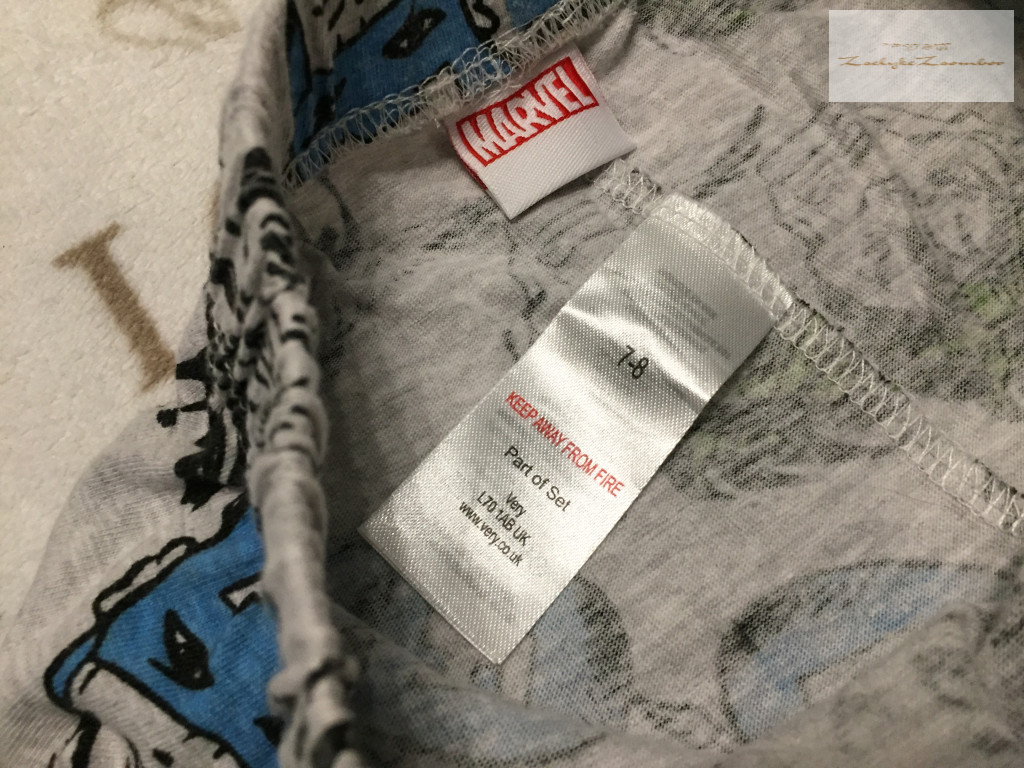 MARVEL
7-8
KEEP AWAY FROM FIRE
Part of Set
Very
L70 1AB UK
www.very.co.uk
I